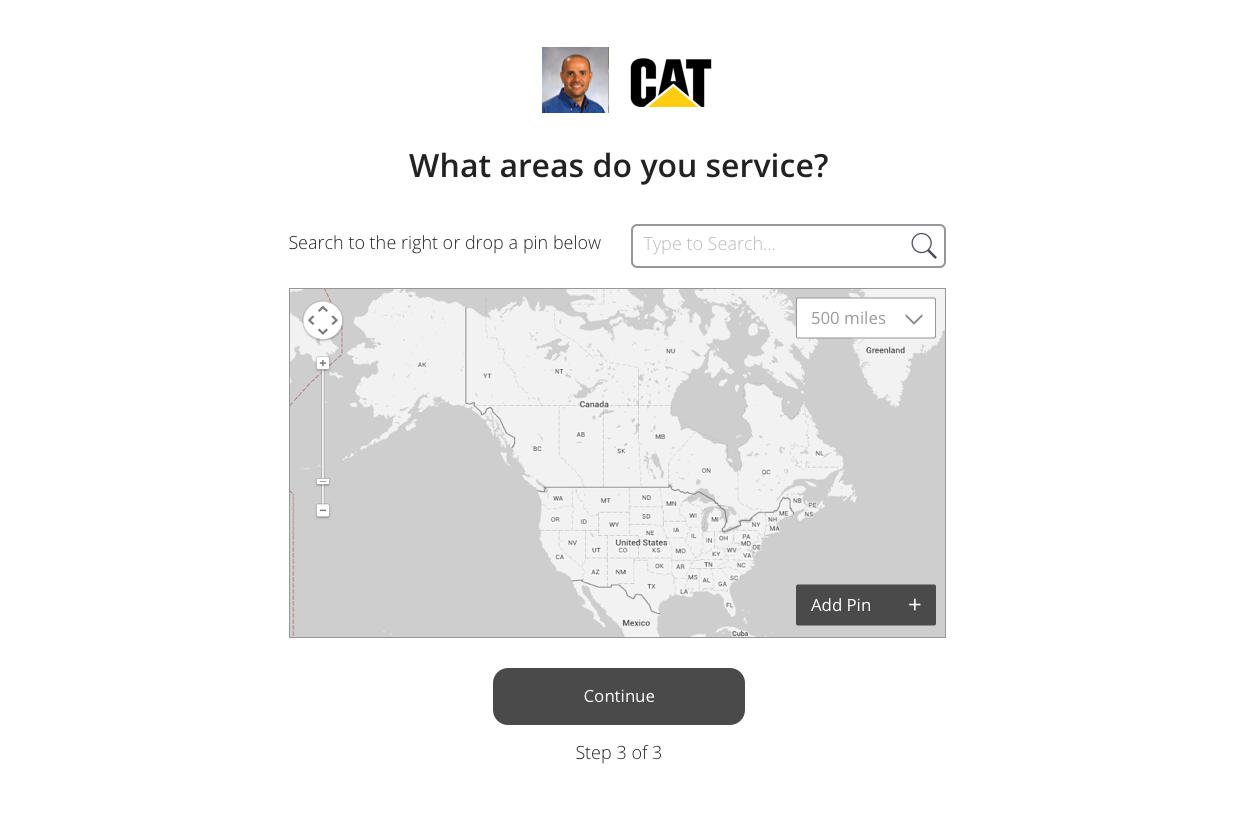 CAT
What areas do you service?
Search to the right or drop a pin below
Type to Search...
500 miles
Greenland
NU
AK
NT
YT
Canada
AB
MB
BC
SK
NL
ON
QC
WA
MT
ND
MN
NB
PE
NS
OR
ID
SD
WI
MI
ME
NH
WY
NY
MA
NE
IA
IL
IN
OH
PA
NV
United States
MD
DE
UT
CO
KS
MO
KY
WV
VA
CA
AZ
NM
OK
AR
TN
NC
MS
AL
GA
SC
TX
LA
FL
Mexico
Cuba
Add Pin +
Continue
Step 3 of 3